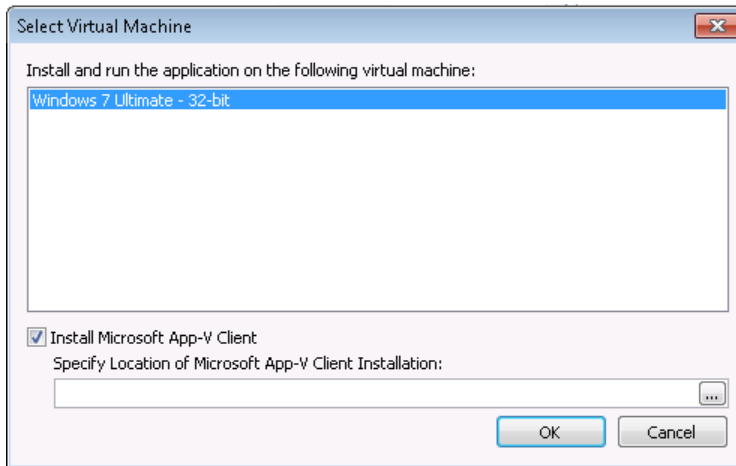 Select Virtual Machine
Install and run the application on the following virtual machine:
Windows 7 Ultimate - 32-bit
Install Microsoft App-V Client
Specify Location of Microsoft App-V Client Installation:
...
OK Cancel